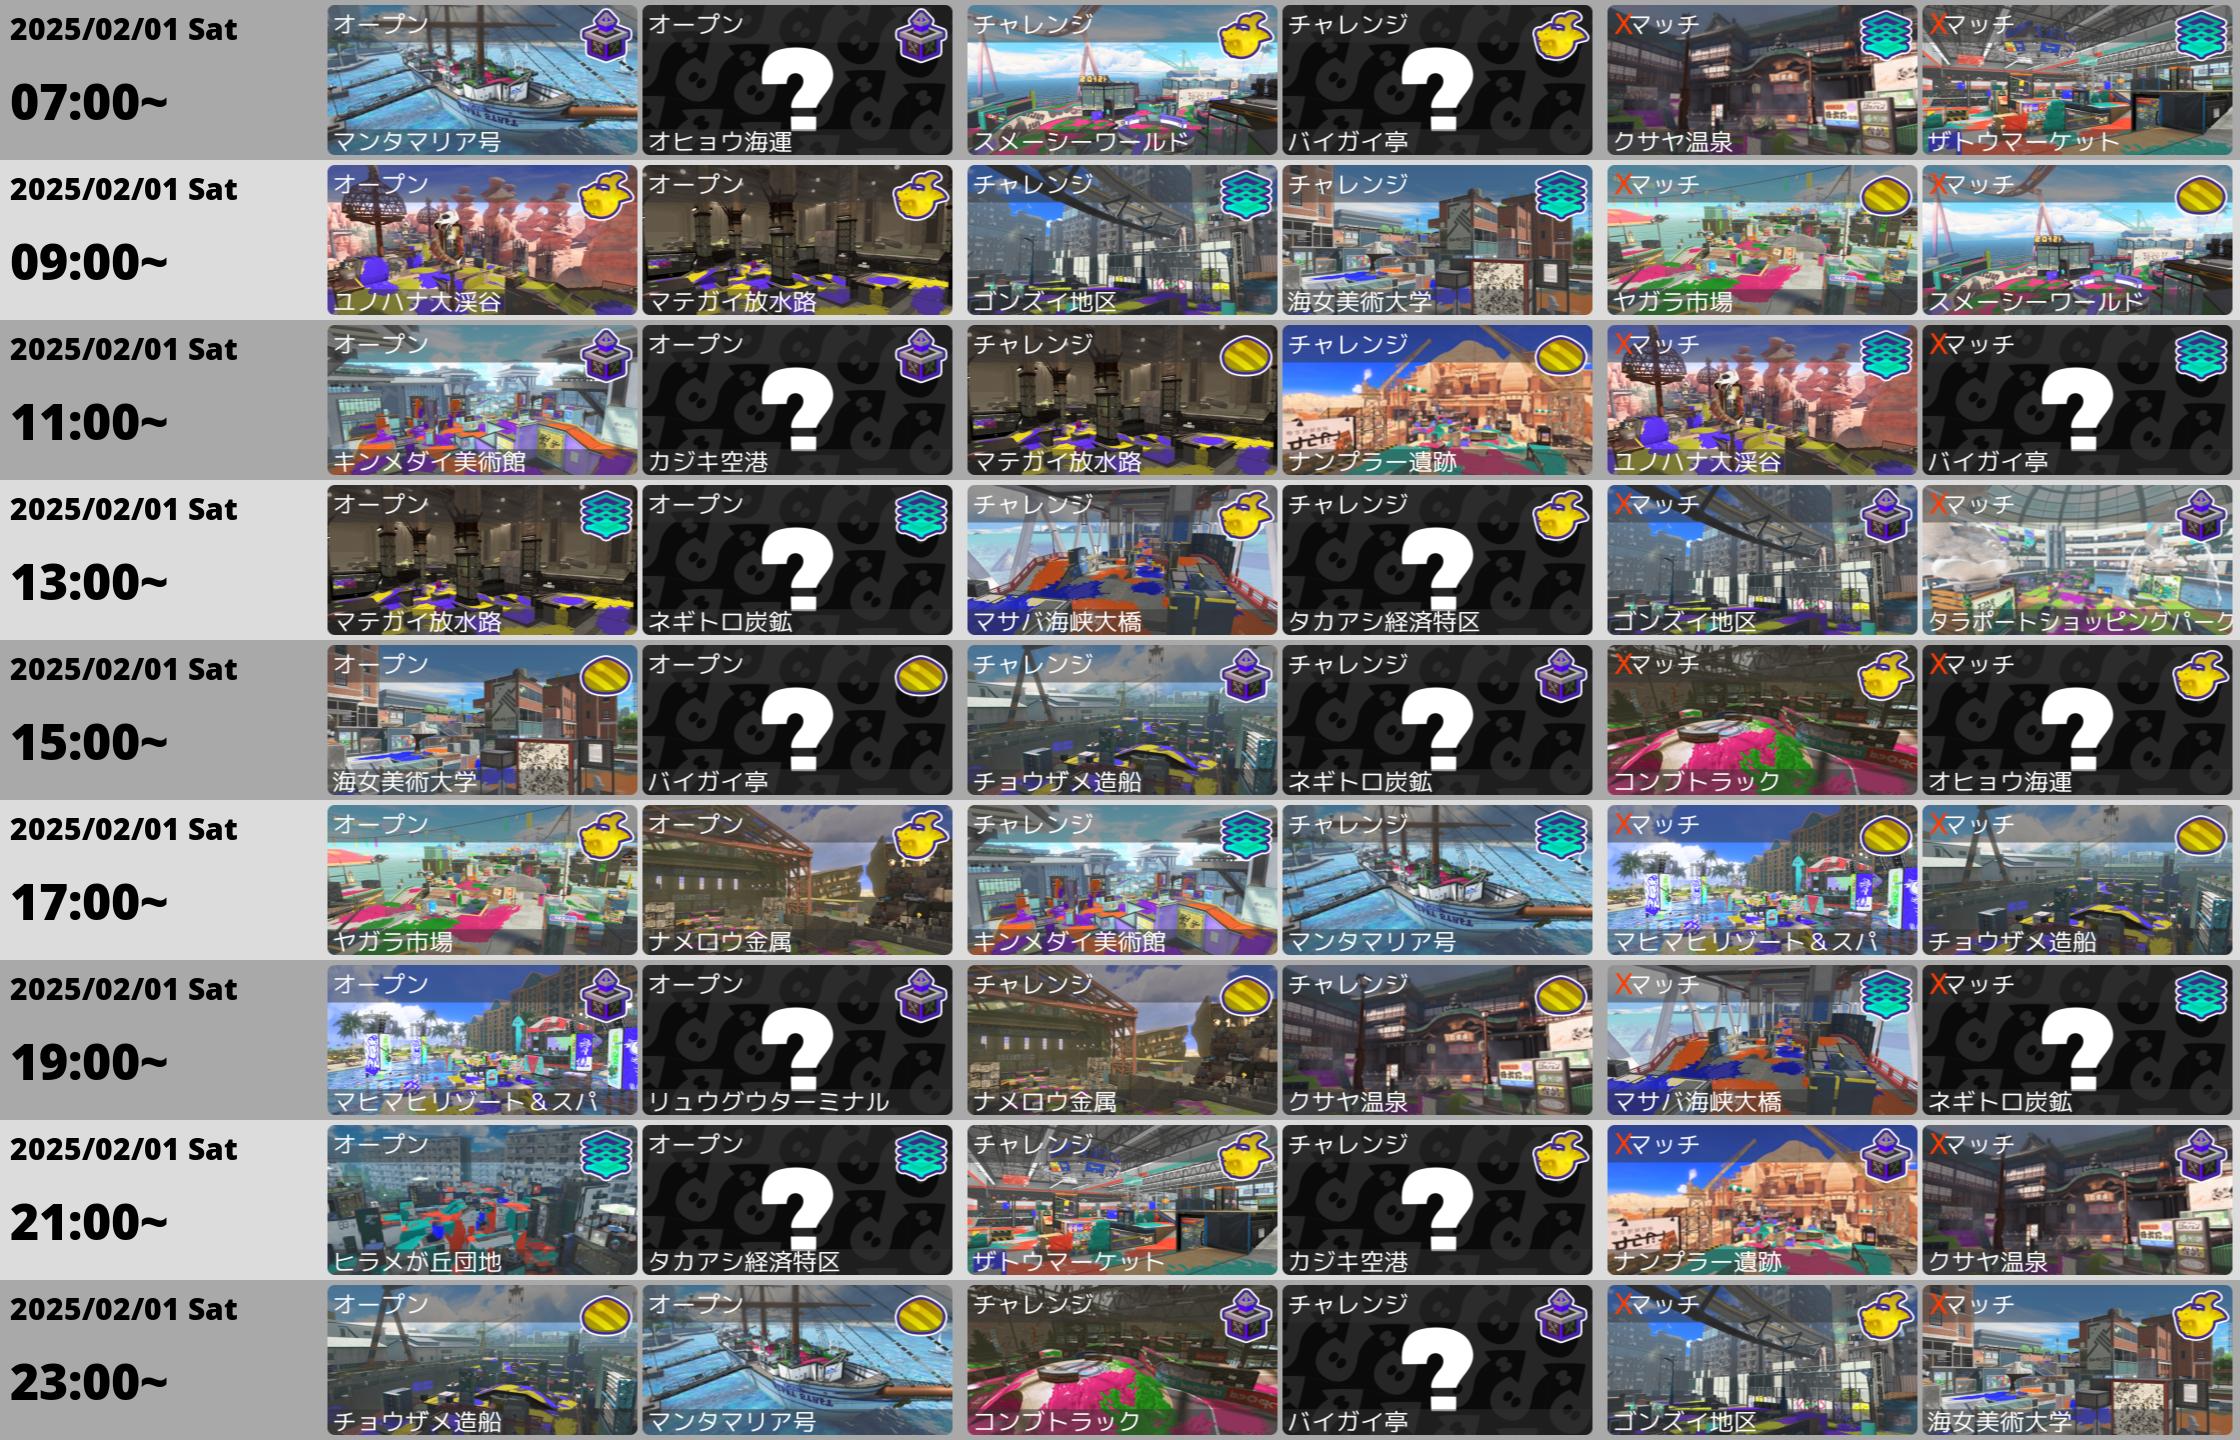 2025/02/01 Sat
07:00~
オープン
マンタマリア号
オープン
オヒョウ海運
チャレンジ
スメーシーワールド
チャレンジ
バイガイ亭
Xマッチ
クサヤ温泉
Xマッチ
ザトウマーケット
2025/02/01 Sat
09:00~
オープン
ユノハナ大渓谷
オープン
マテガイ放水路
チャレンジ
ゴンズイ地区
チャレンジ
海女美術大学
Xマッチ
ヤガラ市場
Xマッチ
スメーシーワールド
2025/02/01 Sat
11:00~
オープン
キンメダイ美術館
オープン
カジキ空港
チャレンジ
マテガイ放水路
チャレンジ
ナンプラー遺跡
Xマッチ
ユノハナ大渓谷
Xマッチ
バイガイ亭
2025/02/01 Sat
13:00~
オープン
マテガイ放水路
オープン
ネギトロ炭鉱
チャレンジ
マサバ海峡大橋
チャレンジ
タカアシ経済特区
Xマッチ
ゴンズイ地区
Xマッチ
タラポートショッピングパーク
2025/02/01 Sat
15:00~
オープン
海女美術大学
オープン
バイガイ亭
チャレンジ
チョウザメ造船
チャレンジ
ネギトロ炭鉱
Xマッチ
コンブトラック
Xマッチ
オヒョウ海運
2025/02/01 Sat
17:00~
オープン
ヤガラ市場
オープン
ナメロウ金属
チャレンジ
キンメダイ美術館
チャレンジ
マンタマリア号
Xマッチ
マヒマヒリゾート＆スパ
Xマッチ
チョウザメ造船
2025/02/01 Sat
19:00~
オープン
マヒマヒリゾート＆スパ
オープン
リュウグウターミナル
チャレンジ
ナメロウ金属
チャレンジ
クサヤ温泉
Xマッチ
マサバ海峡大橋
Xマッチ
ネギトロ炭鉱
2025/02/01 Sat
21:00~
オープン
ヒラメが丘団地
オープン
タカアシ経済特区
チャレンジ
ザトウマーケット
チャレンジ
カジキ空港
Xマッチ
ナンプラー遺跡
Xマッチ
クサヤ温泉
2025/02/01 Sat
23:00~
オープン
チョウザメ造船
オープン
マンタマリア号
チャレンジ
コンブトラック
チャレンジ
バイガイ亭
Xマッチ
ゴンズイ地区
Xマッチ
海女美術大学